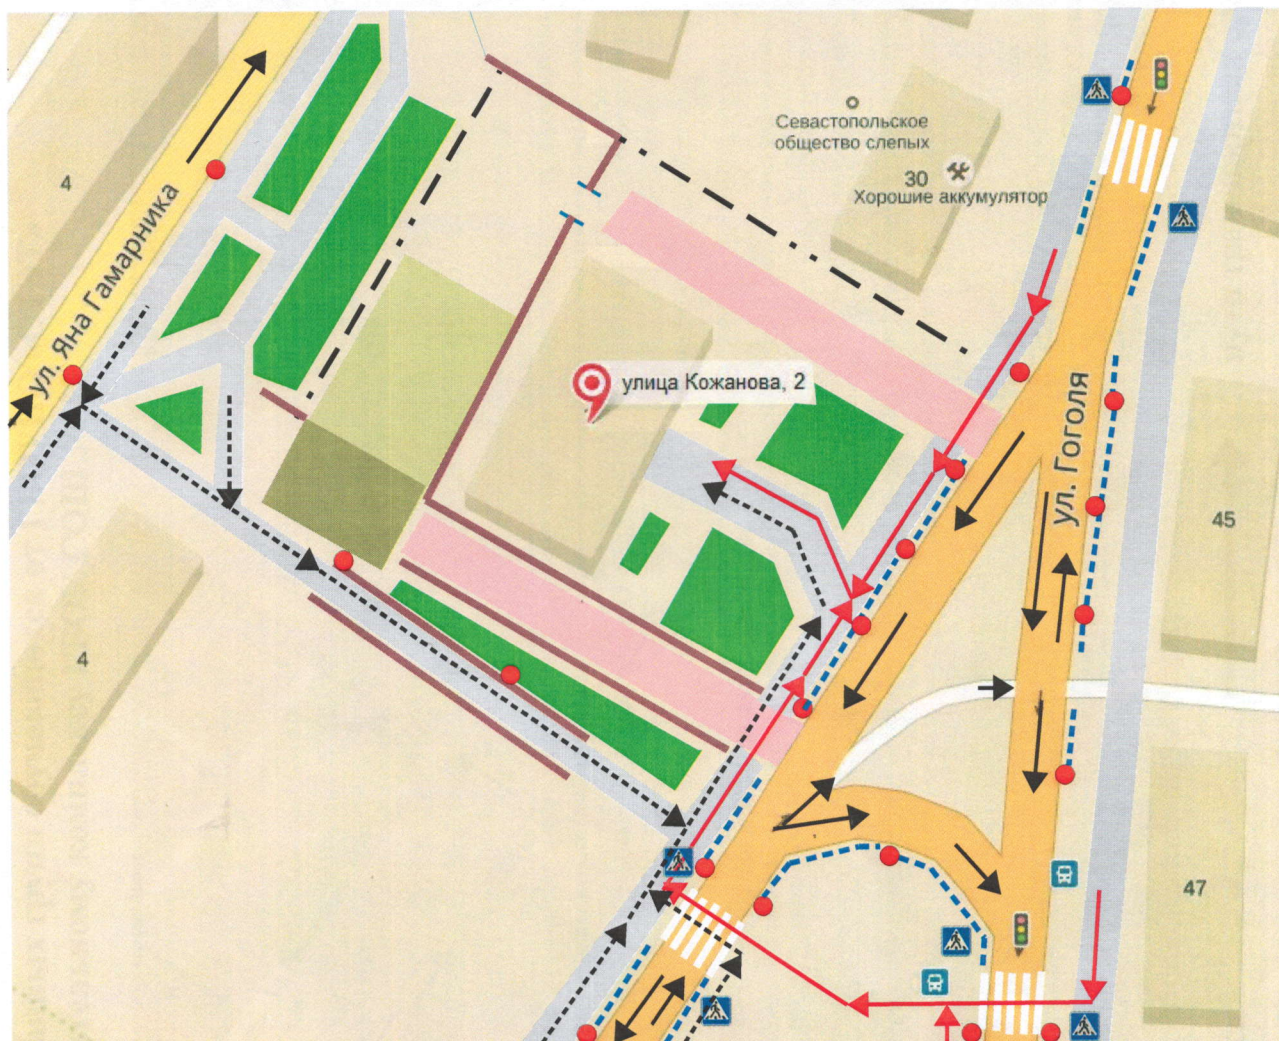 4
ул. Яна Гамарника
Севастопольское
общество слепых
30
Хорошие аккумулятор
улица Кожанова, 2
ул. Гоголя
45
4
47